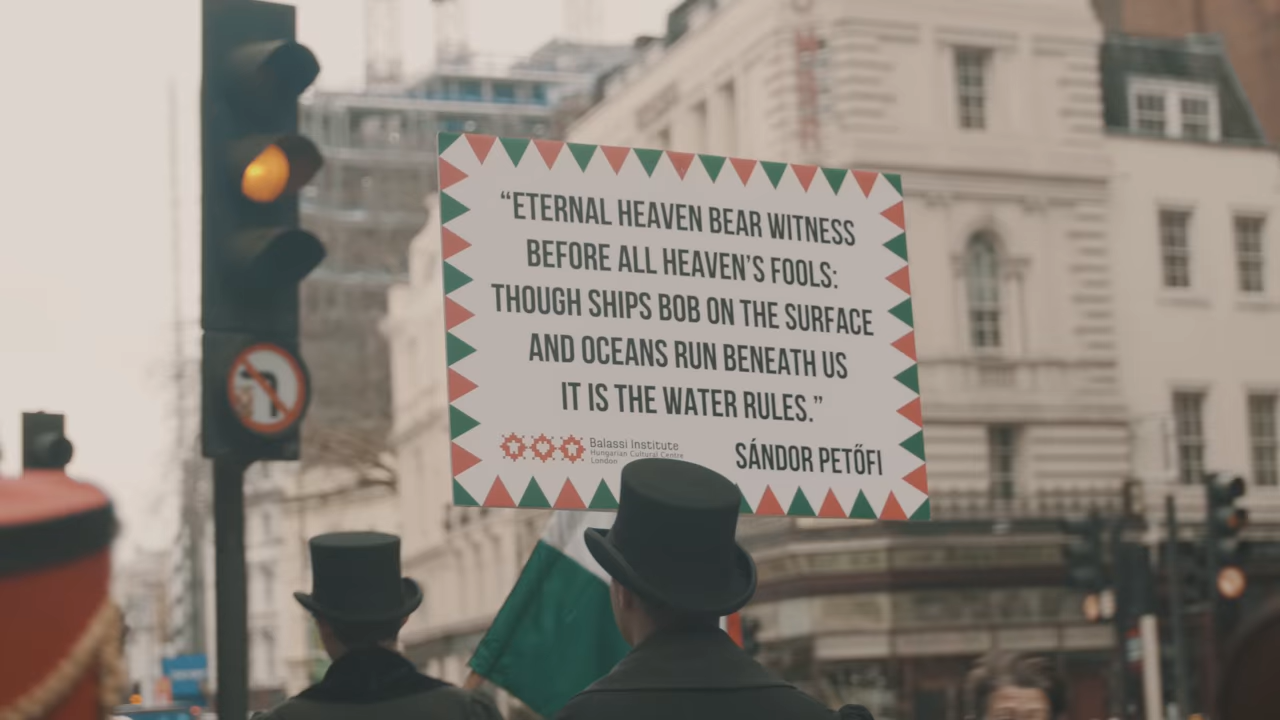 “ETERNAL HEAVEN BEAR WITNESS
BEFORE ALL HEAVEN’S FOOLS:
THOUGH SHIPS BOB ON THE SURFACE
AND OCEANS RUN BENEATH US
IT IS THE WATER RULES.”
SÁNDOR PETŐFI
Balassi Institute
Hungarian Cultural Centre
London